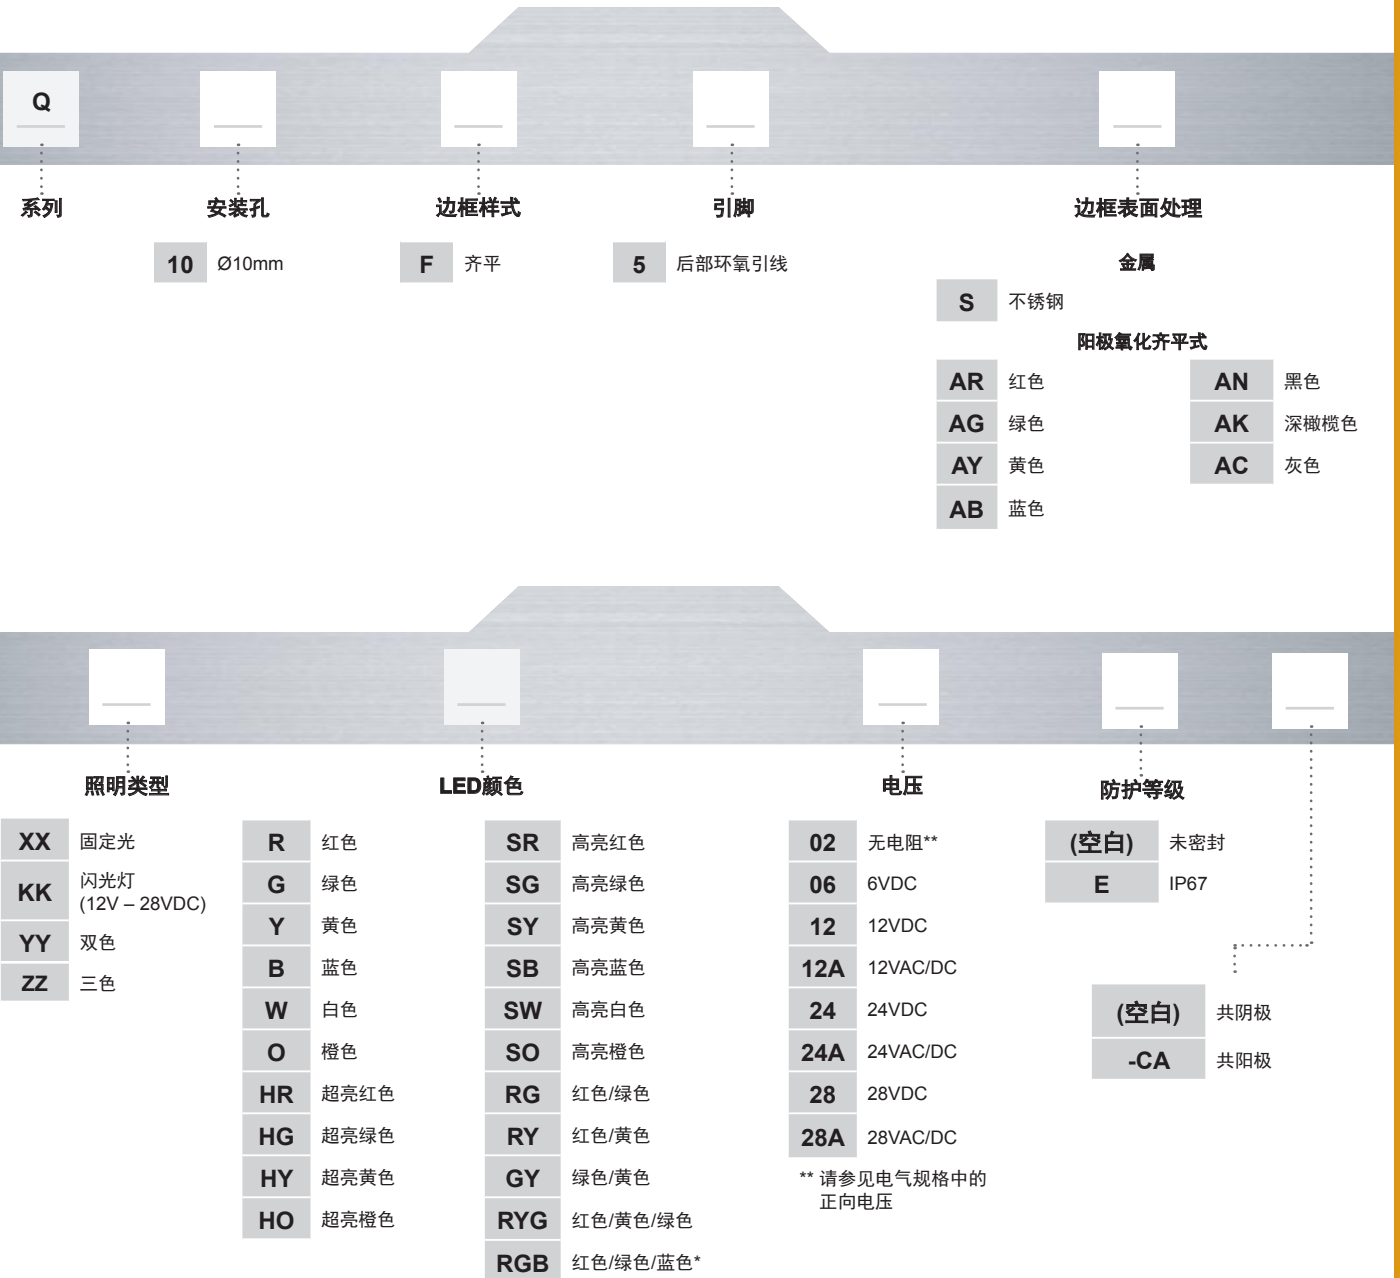 Q
系列
安装孔
边框样式
引脚
边框表面处理
10 Ø10mm
F 齐平
5 后部环氧引线
金属
S 不锈钢
阳极氧化齐平式
AR 红色
AN 黑色
AG 绿色
AK 深橄榄色
AY 黄色
AC 灰色
AB 蓝色
照明类型
LED颜色
电压
防护等级
XX 固定光
KK 闪光灯
(12V – 28VDC)
YY 双色
ZZ 三色
R 红色
G 绿色
Y 黄色
B 蓝色
W 白色
O 橙色
HR 超亮红色
HG 超亮绿色
HY 超亮黄色
HO 超亮橙色
SR 高亮红色
SG 高亮绿色
SY 高亮黄色
SB 高亮蓝色
SW 高亮白色
SO 高亮橙色
RG 红色/绿色
RY 红色/黄色
GY 绿色/黄色
RYG 红色/黄色/绿色
RGB 红色/绿色/蓝色*
02 无电阻**
06 6VDC
12 12VDC
12A 12VAC/DC
24 24VDC
24A 24VAC/DC
28 28VDC
28A 28VAC/DC
** 请参见电气规格中的
正向电压
(空白) 未密封
E IP67
(空白) 共阴极
-CA 共阳极